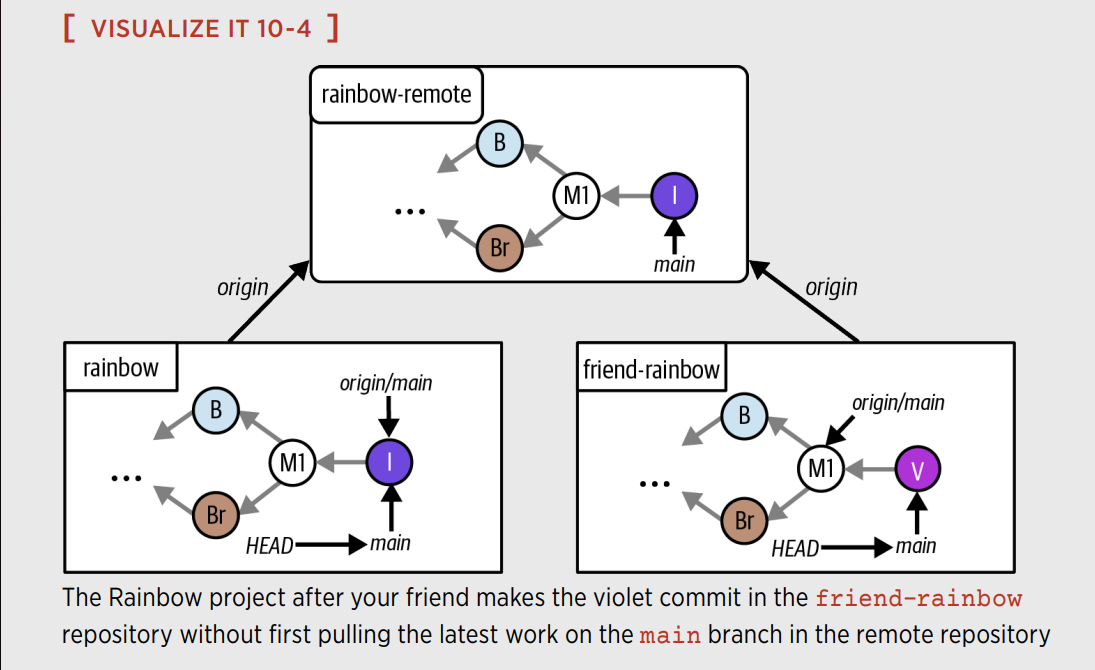 [ VISUALIZE IT 10-4 ]
rainbow-remote
B
M1
I
...
Br
main
origin
origin
rainbow
origin/main
B
M1
I
...
Br
HEAD
main
friend-rainbow
origin/main
B
M1
V
...
Br
HEAD
main
The Rainbow project after your friend makes the violet commit in the friend-rainbow
repository without first pulling the latest work on the main branch in the remote repository